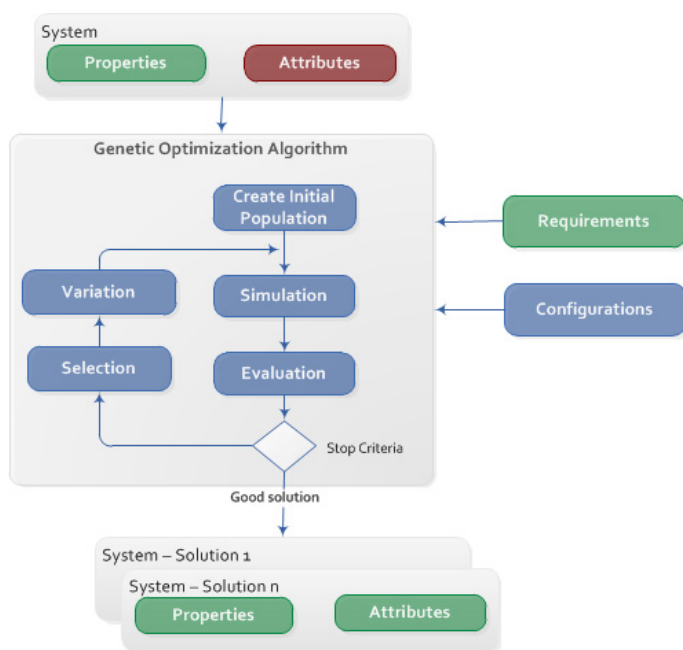 System
Properties
Attributes
Genetic Optimization Algorithm
Create Initial
Population
Requirements
Variation
Simulation
Configurations
Selection
Evaluation
Stop Criteria
Good solution
System – Solution 1
System – Solution n
Properties
Attributes